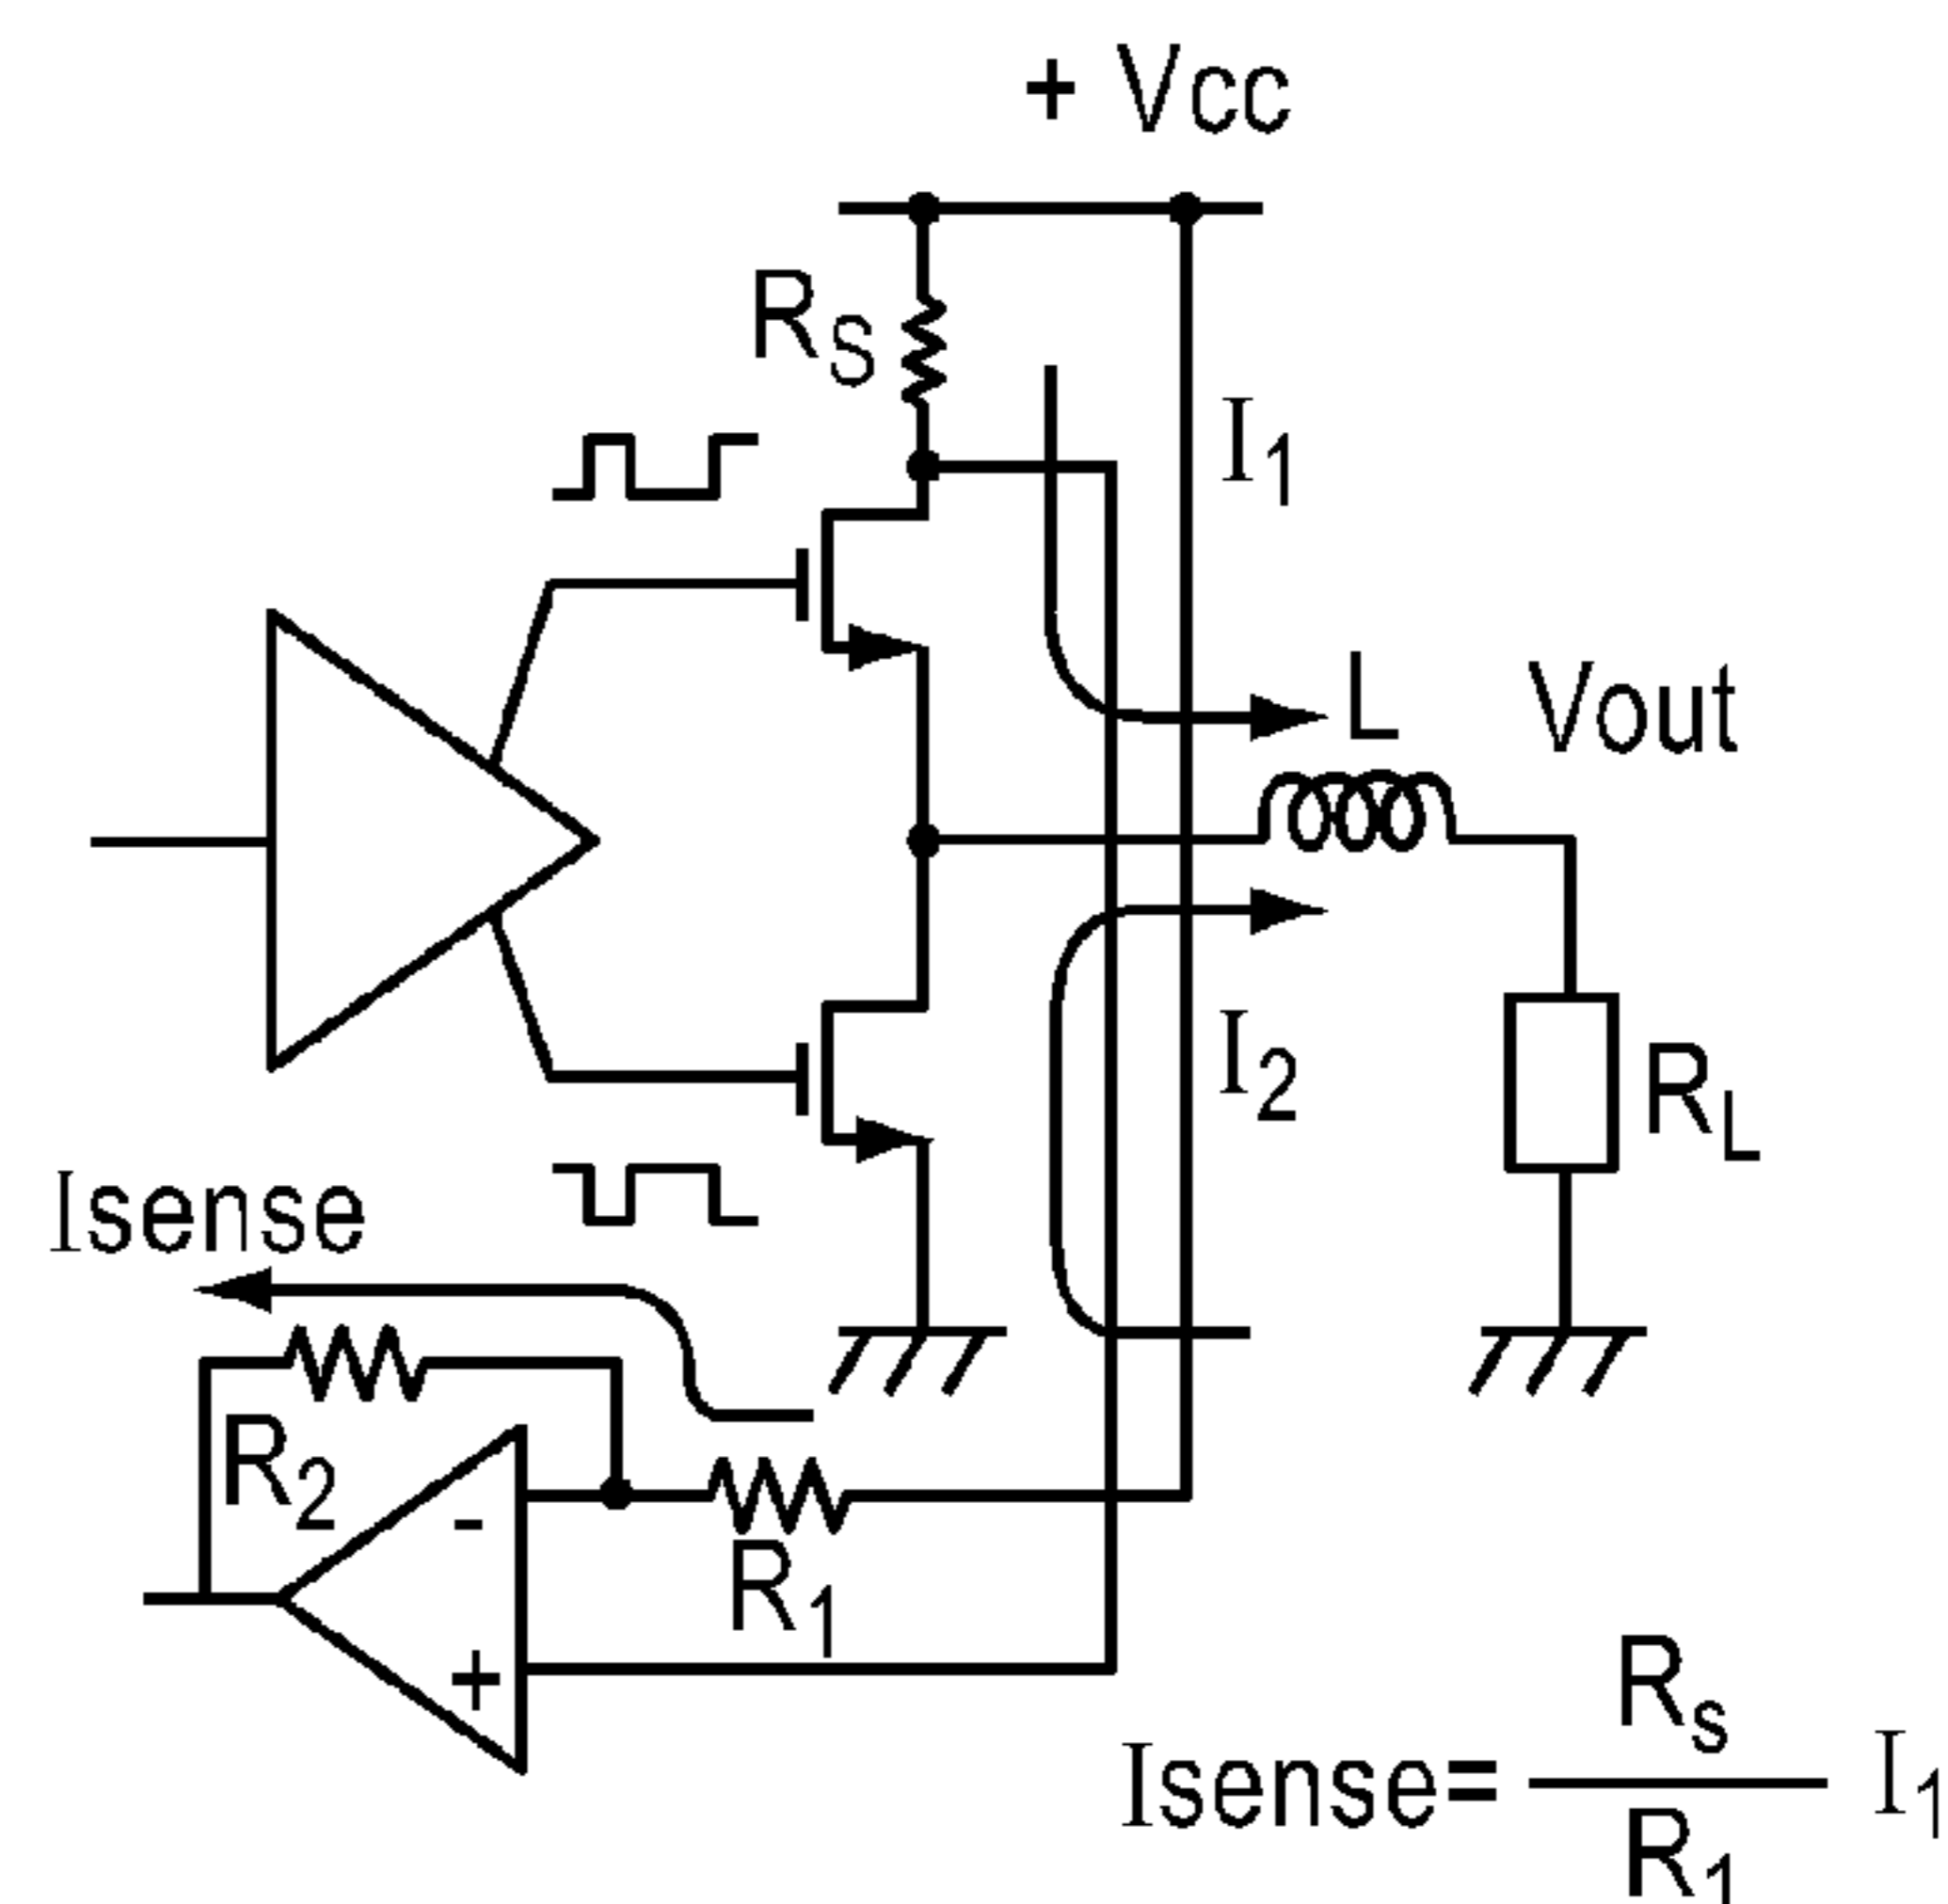 + Vcc
RS
I1
L
Vout
I2
RL
Isense
R2
-
R1
+
Isense= Rs/R1 I1